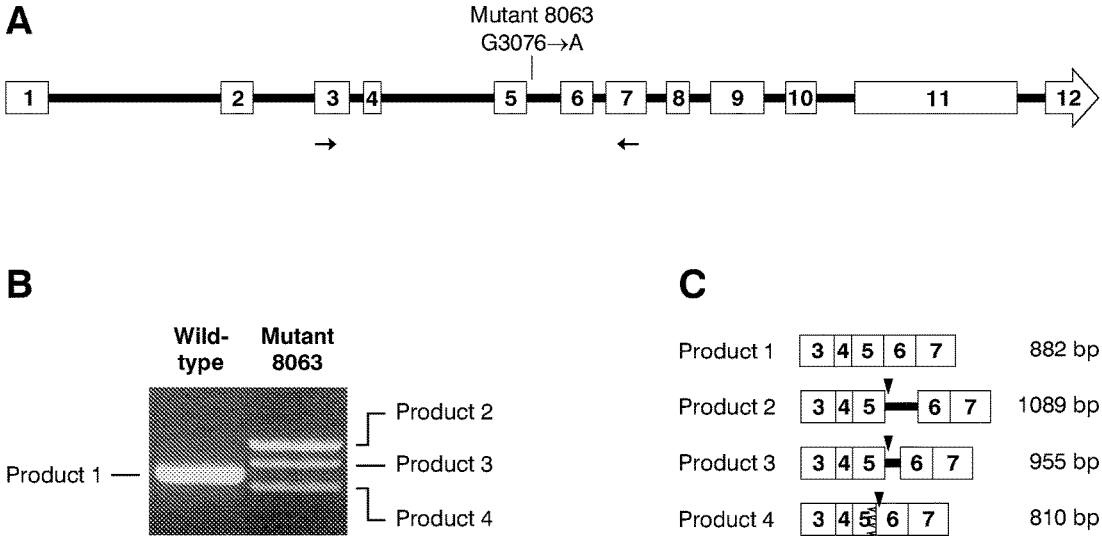 A
Mutant 8063
G3076→A
1 2 3 4 5 6 7 8 9 10 11 12
B
Wild-type
Mutant 8063
Product 1
Product 2
Product 3
Product 4
C
Product 1 3 4 5 6 7 882 bp
Product 2 3 4 5 6 7 1089 bp
Product 3 3 4 5 6 7 955 bp
Product 4 3 4 5 6 7 810 bp